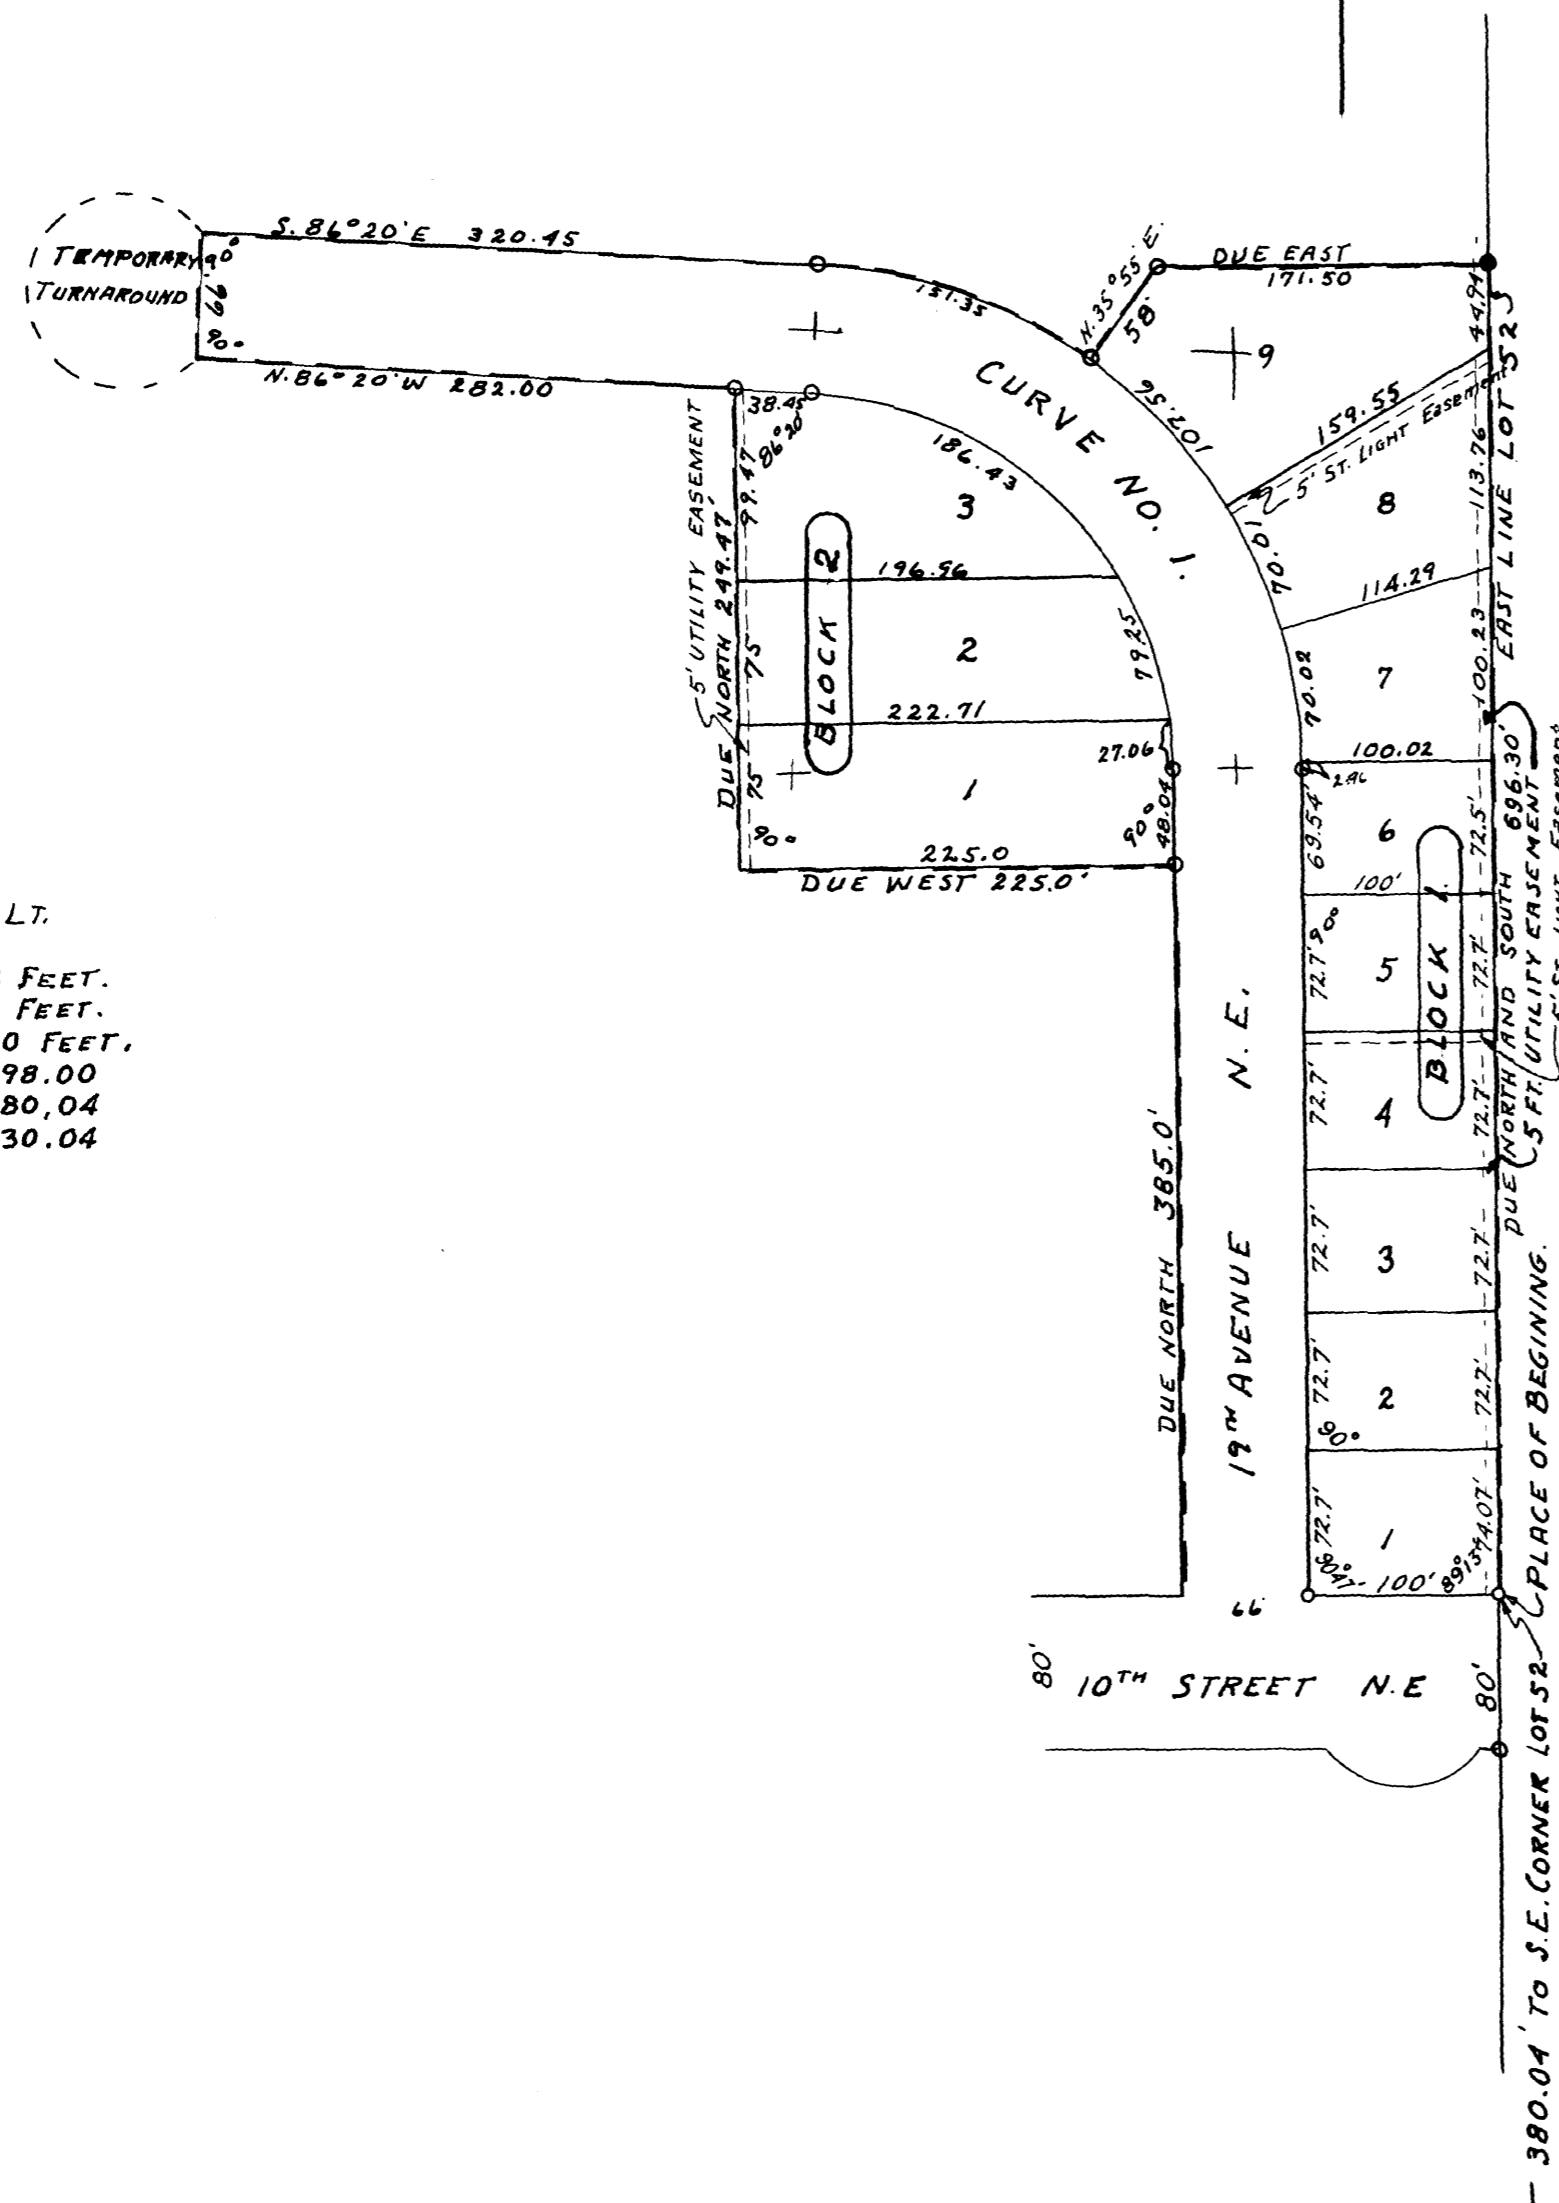 S. 86°20' E 320.45
TEMPORARY
TURNAROUND
90°
66
90°
N. 86°20' W 282.00
151.35
N. 35°55' E.
58'
DUE EAST
171.50
44.94
9
CURVE NO. 1.
107.56
159.55
5' ST. LIGHT Easement
EAST LINE LOT 52
113.76
38.45
86°20'
99.47
186.43
3
5' UTILITY EASEMENT
DUE NORTH 249.47'
196.96
BLOCK 2
75
2
79.25
222.71
27.06
75
1
48.04
90°
90°
225.0
DUE WEST 225.0'
8
70.01
114.29
100.23
7
70.02
100.02
2.96
69.54'
6
72.5'
100'
90°
72.7'
5
72.7'
BLOCK 1.
DUE NORTH AND SOUTH 696.30'
5 FT. UTILITY EASEMENT
5' ST. LIGHT Easement
72.7'
4
72.7'
72.7'
3
72.7'
72.7'
2
72.7'
90°
72.7'
1
74.07'
90°47'
100'
89°13'
LT.
FEET.
FEET.
0 FEET.
98.00
80,04
30.04
DUE NORTH 385.0'
19TH AVENUE N. E.
66'
80'
10TH STREET N.E
80'
PLACE OF BEGINING.
380.04' TO S.E. CORNER LOT 52